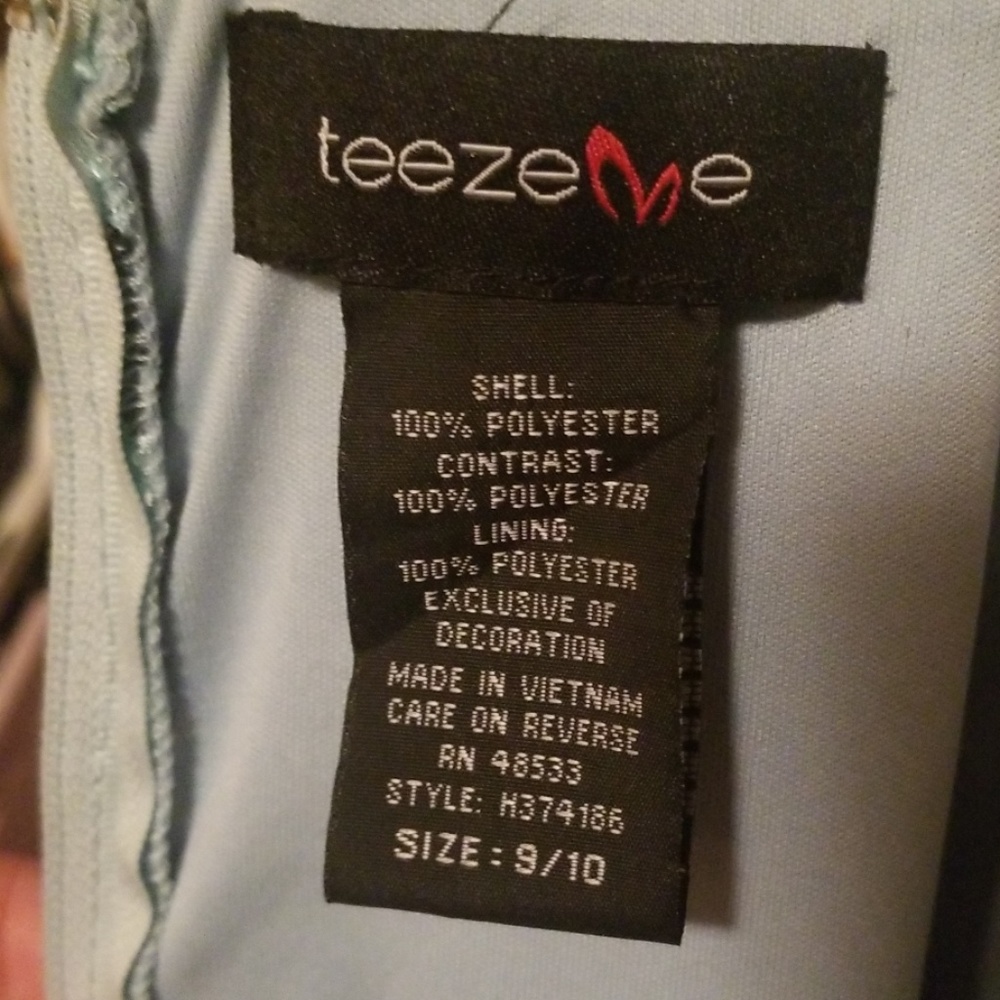 teezeme
SHELL:
100% POLYESTER
CONTRAST:
100% POLYESTER
LINING:
100% POLYESTER
EXCLUSIVE OF
DECORATION
MADE IN VIETNAM
CARE ON REVERSE
RN 48533
STYLE: H374186
SIZE: 9/10